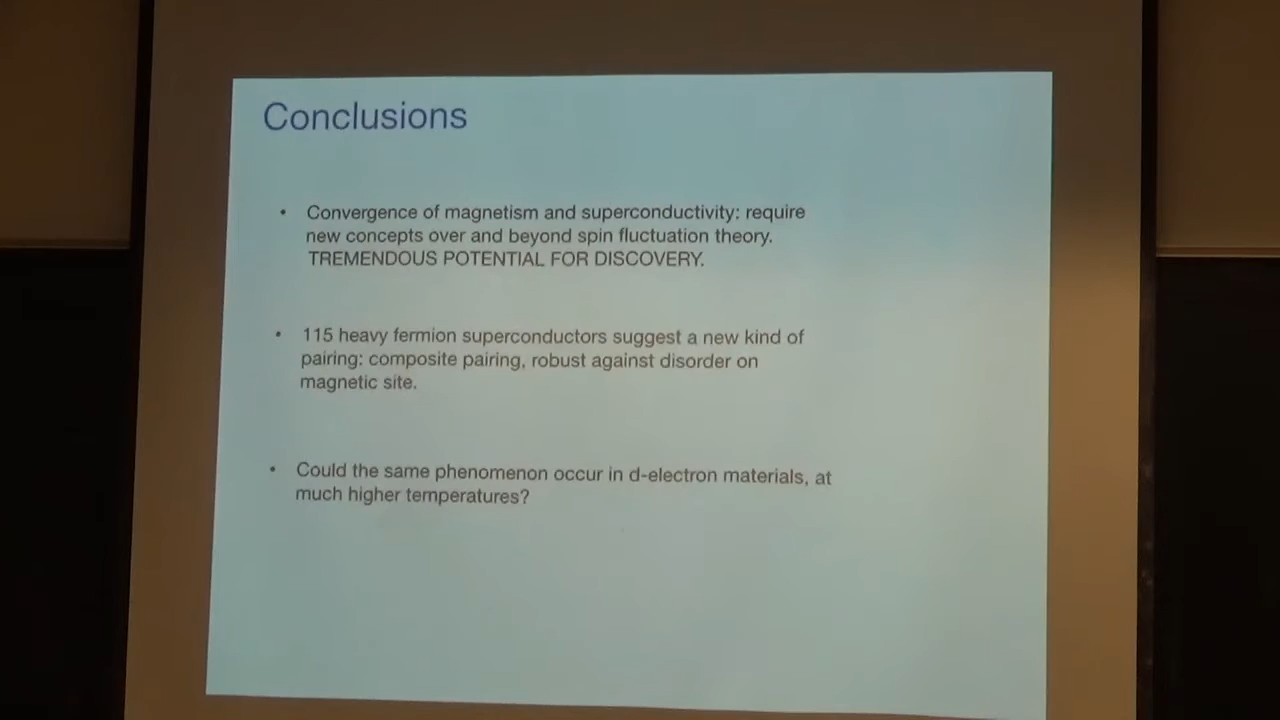 Conclusions
• Convergence of magnetism and superconductivity: require
new concepts over and beyond spin fluctuation theory.
TREMENDOUS POTENTIAL FOR DISCOVERY.
• 115 heavy fermion superconductors suggest a new kind of
pairing: composite pairing, robust against disorder on
magnetic site.
• Could the same phenomenon occur in d-electron materials, at
much higher temperatures?